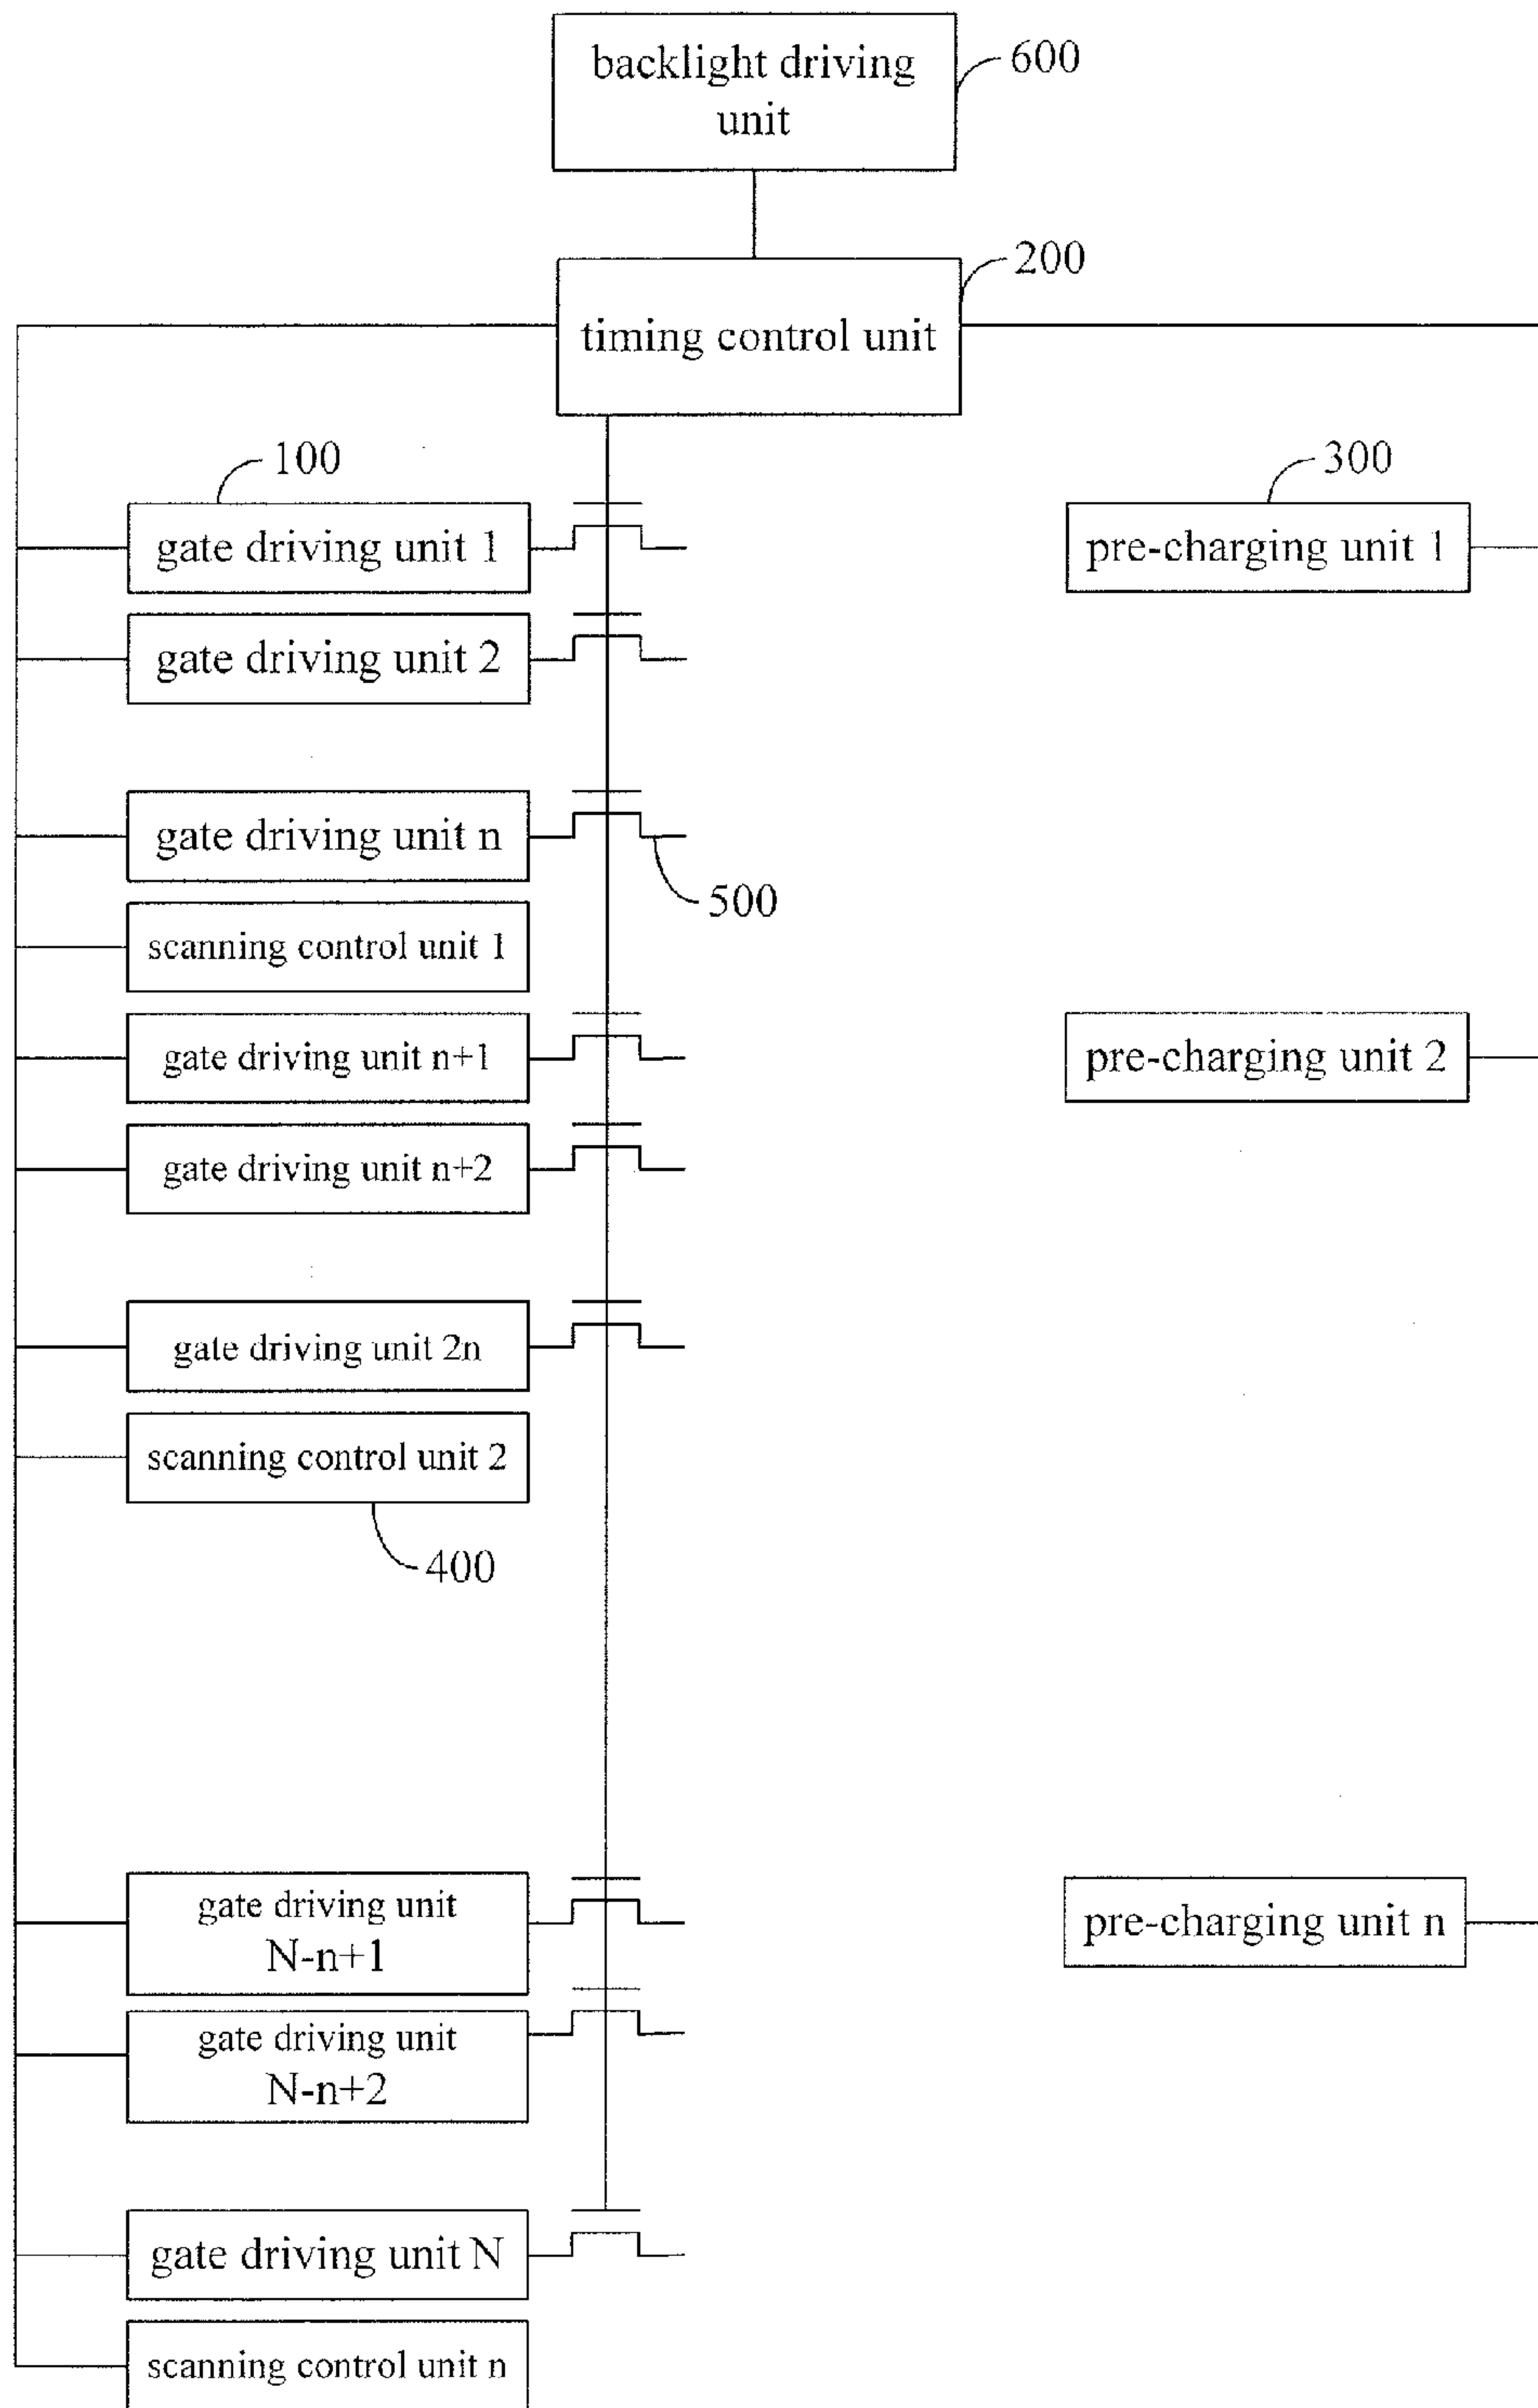 backlight driving
unit
600
200
timing control unit
100
300
gate driving unit 1
pre-charging unit 1
gate driving unit 2
gate driving unit n
500
scanning control unit 1
gate driving unit n+1
pre-charging unit 2
gate driving unit n+2
gate driving unit 2n
scanning control unit 2
400
gate driving unit
N-n+1
pre-charging unit n
gate driving unit
N-n+2
gate driving unit N
scanning control unit n